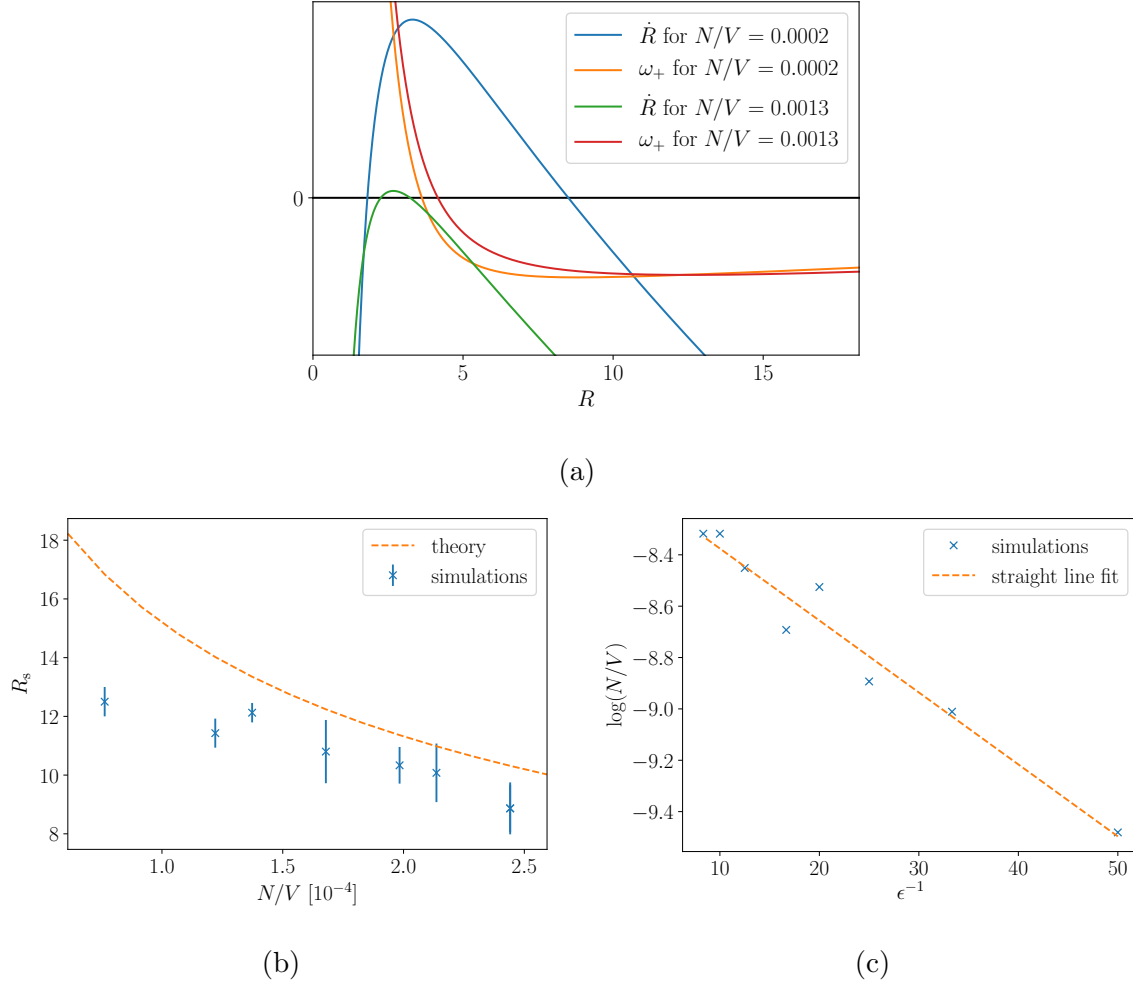 Ṙ for N/V = 0.0002
ω₊ for N/V = 0.0002
Ṙ for N/V = 0.0013
ω₊ for N/V = 0.0013
0
0 5 10 15
R
(a)
18
16
14
12
10
8
R_s
theory
simulations
1.0 1.5 2.0 2.5
N/V [10⁻⁴]
(b)
−8.4
−8.6
−8.8
−9.0
−9.2
−9.4
log(N/V)
simulations
straight line fit
10 20 30 40 50
ϵ⁻¹
(c)